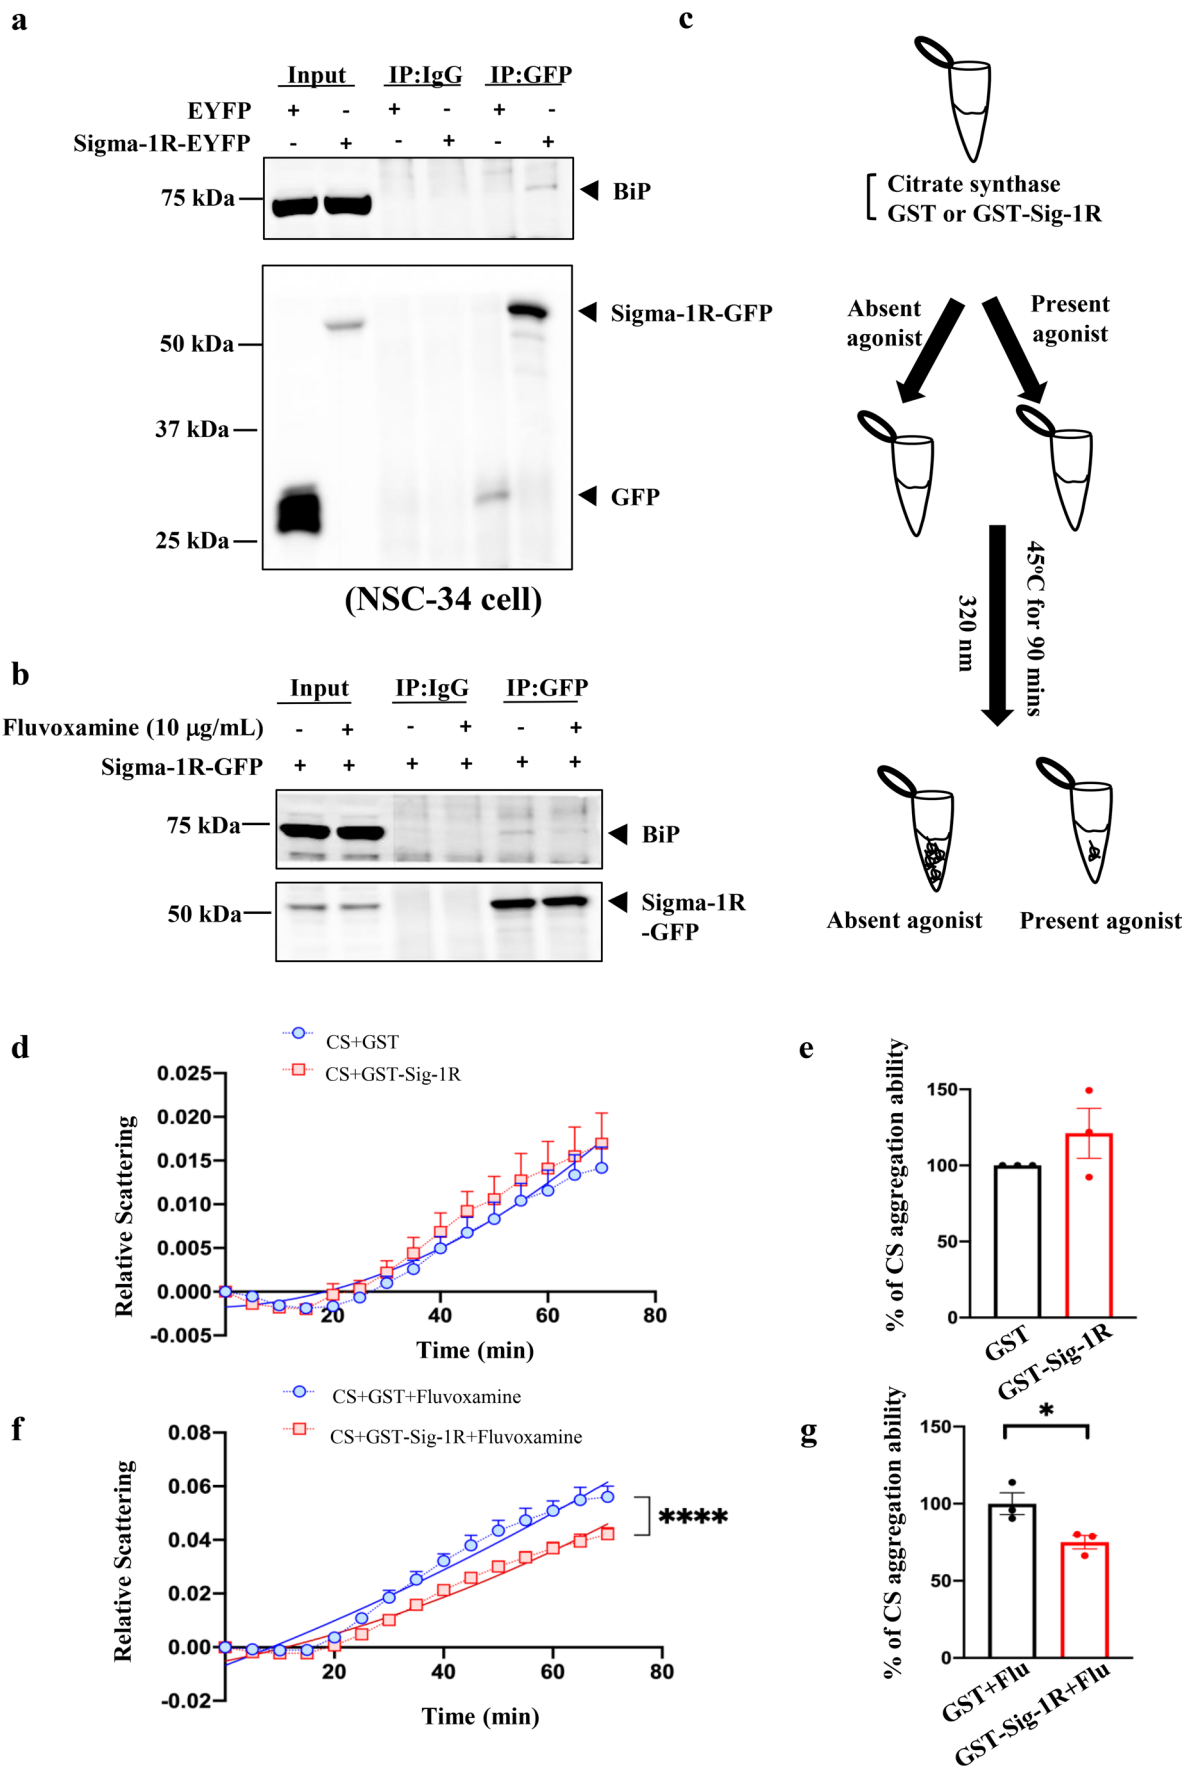 a
Input IP:IgG IP:GFP
EYFP + - + - + -
Sigma-1R-EYFP - + - + - +
75 kDa
BiP
Sigma-1R-GFP
50 kDa
37 kDa
GFP
25 kDa
(NSC-34 cell)
b
Input IP:IgG IP:GFP
Fluvoxamine (10 μg/mL) - + - + - +
Sigma-1R-GFP + + + + + +
75 kDa
BiP
50 kDa
Sigma-1R
-GFP
c
Citrate synthase
GST or GST-Sig-1R
Absent
agonist
Present
agonist
45°C for 90 mins
320 nm
Absent agonist
Present agonist
d
CS+GST
CS+GST-Sig-1R
Relative Scattering
0.025
0.020
0.015
0.010
0.005
0.000
-0.005
20 40 60 80
Time (min)
e
% of CS aggregation ability
150
100
50
0
GST
GST-Sig-1R
f
CS+GST+Fluvoxamine
CS+GST-Sig-1R+Fluvoxamine
Relative Scattering
0.08
0.06
0.04
0.02
0.00
-0.02
20 40 60 80
****
Time (min)
g
% of CS aggregation ability
150
100
50
0
*
GST+Flu
GST-Sig-1R+Flu